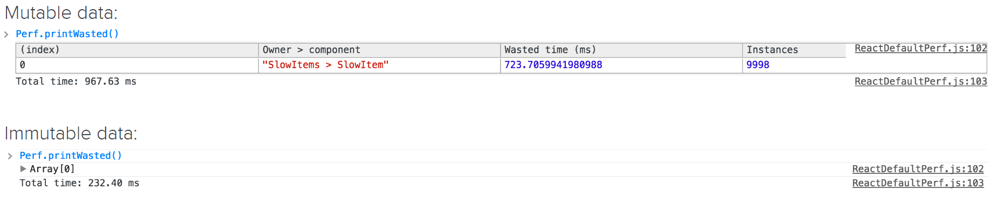 Mutable data:
> Perf.printWasted()
(index) Owner > component Wasted time (ms) Instances ReactDefaultPerf.js:102
0 "SlowItems > SlowItem" 723.7059941980988 9998
Total time: 967.63 ms ReactDefaultPerf.js:103
Immutable data:
> Perf.printWasted()
▶ Array[0] ReactDefaultPerf.js:102
Total time: 232.40 ms ReactDefaultPerf.js:103